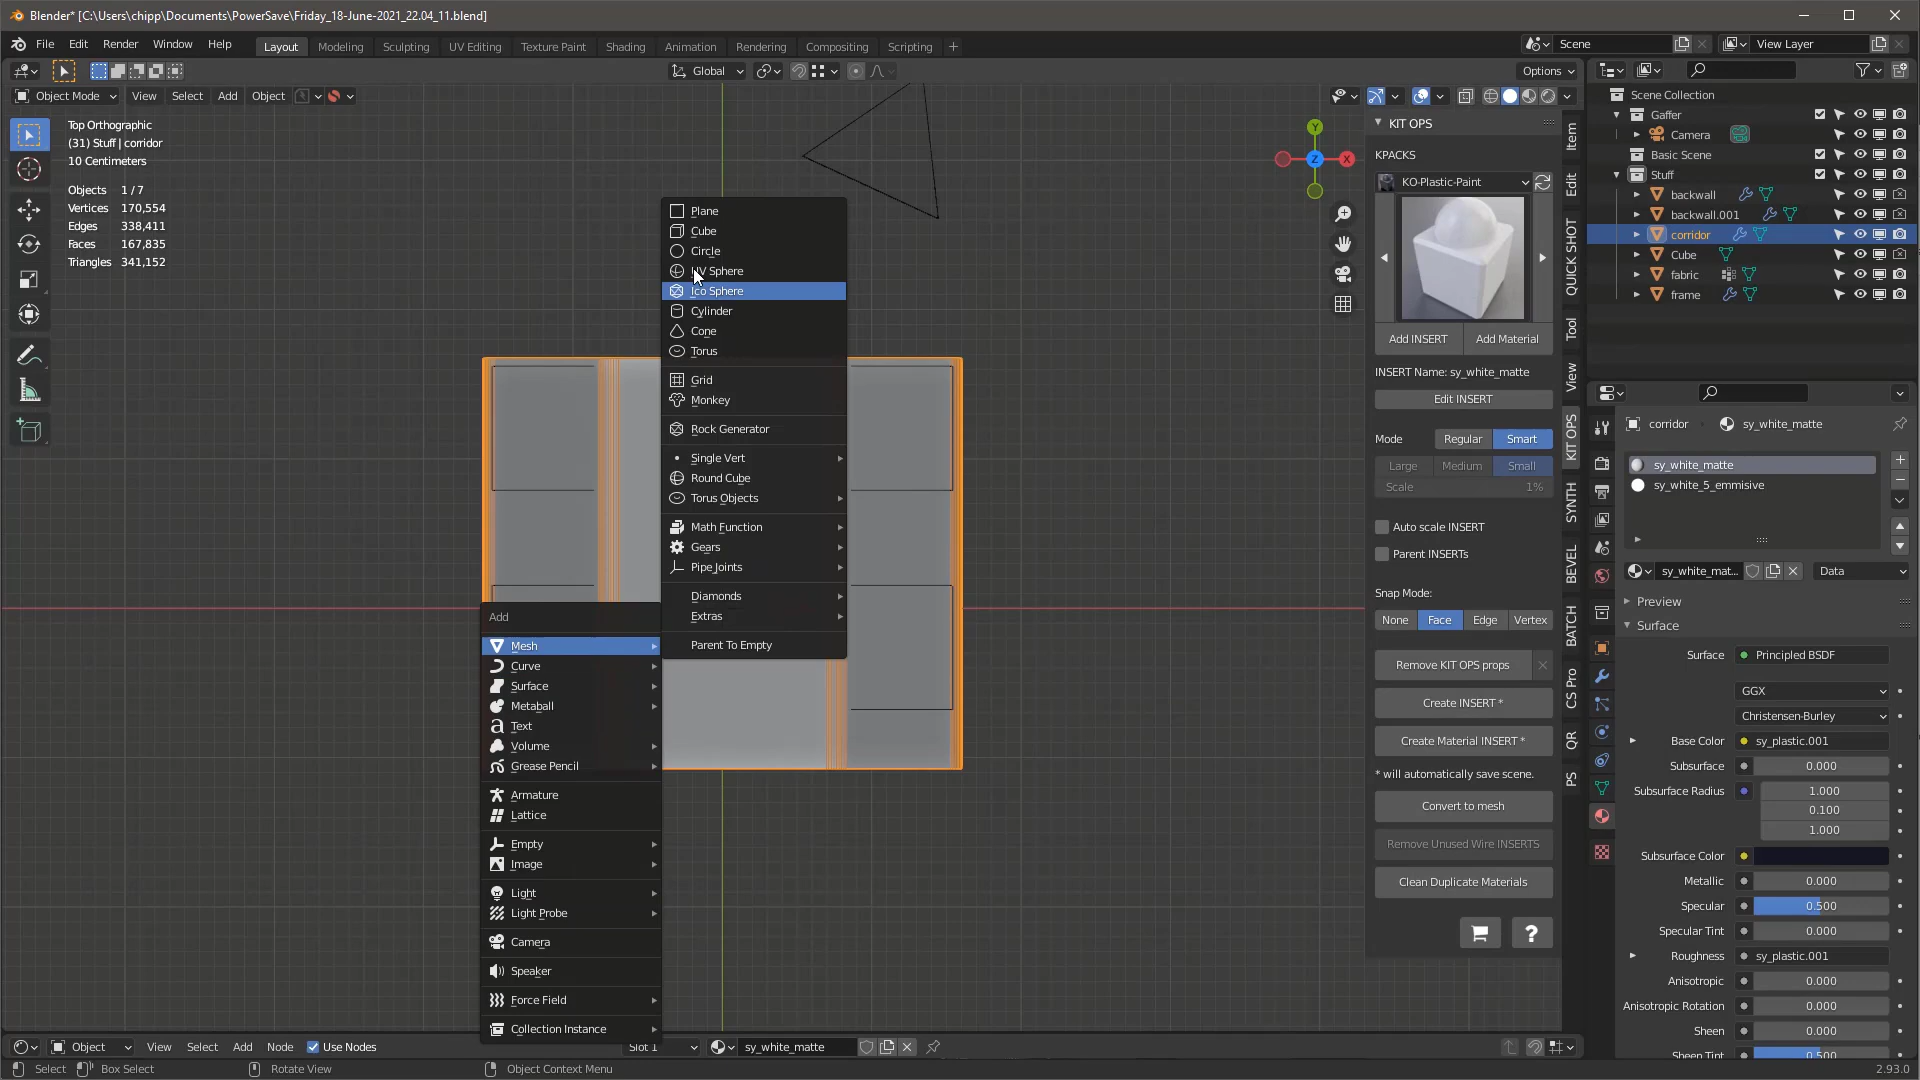 Blender* [C:\Users\chipp\Documents\PowerSave\Friday_18-June-2021_22.04_11.blend]
File Edit Render Window Help Layout Modeling Sculpting UV Editing Texture Paint Shading Animation Rendering Compositing Scripting + Scene View Layer
Global Options
Object Mode View Select Add Object
Top Orthographic
(31) Stuff | corridor
10 Centimeters
Objects 1 / 7
Vertices 170,554
Edges 338,411
Faces 167,835
Triangles 341,152
Y
Z
X
Plane
Cube
Circle
UV Sphere
Ico Sphere
Cylinder
Cone
Torus
Grid
Monkey
Rock Generator
Single Vert
Round Cube
Torus Objects
Math Function
Gears
Pipe Joints
Diamonds
Extras
Parent To Empty
Add
Mesh
Curve
Surface
Metaball
Text
Volume
Grease Pencil
Armature
Lattice
Empty
Image
Light
Light Probe
Camera
Speaker
Force Field
Collection Instance
KIT OPS
KPACKS
KO-Plastic-Paint
Add INSERT Add Material
INSERT Name: sy_white_matte
Edit INSERT
Mode Regular Smart
Large Medium Small
Scale 1%
Auto scale INSERT
Parent INSERTs
Snap Mode:
None Face Edge Vertex
Remove KIT OPS props
Create INSERT *
Create Material INSERT *
* will automatically save scene.
Convert to mesh
Remove Unused Wire INSERTS
Clean Duplicate Materials
?
Item
Edit
QUICK SHOT
Tool
View
KIT OPS
SYNTH
BEVEL
BATCH
CS Pro
QR
PS
Scene Collection
Gaffer
Camera
Basic Scene
Stuff
backwall
backwall.001
corridor
Cube
fabric
frame
corridor sy_white_matte
sy_white_matte
sy_white_5_emmisive
sy_white_mat... Data
Preview
Surface
Surface Principled BSDF
GGX
Christensen-Burley
Base Color sy_plastic.001
Subsurface 0.000
Subsurface Radius 1.000
0.100
1.000
Subsurface Color
Metallic 0.000
Specular 0.500
Specular Tint 0.000
Roughness sy_plastic.001
Anisotropic 0.000
Anisotropic Rotation 0.000
Sheen 0.000
Sheen Tint 0.500
Object View Select Add Node Use Nodes Slot 1 sy_white_matte
Select Box Select Rotate View Object Context Menu 2.93.0